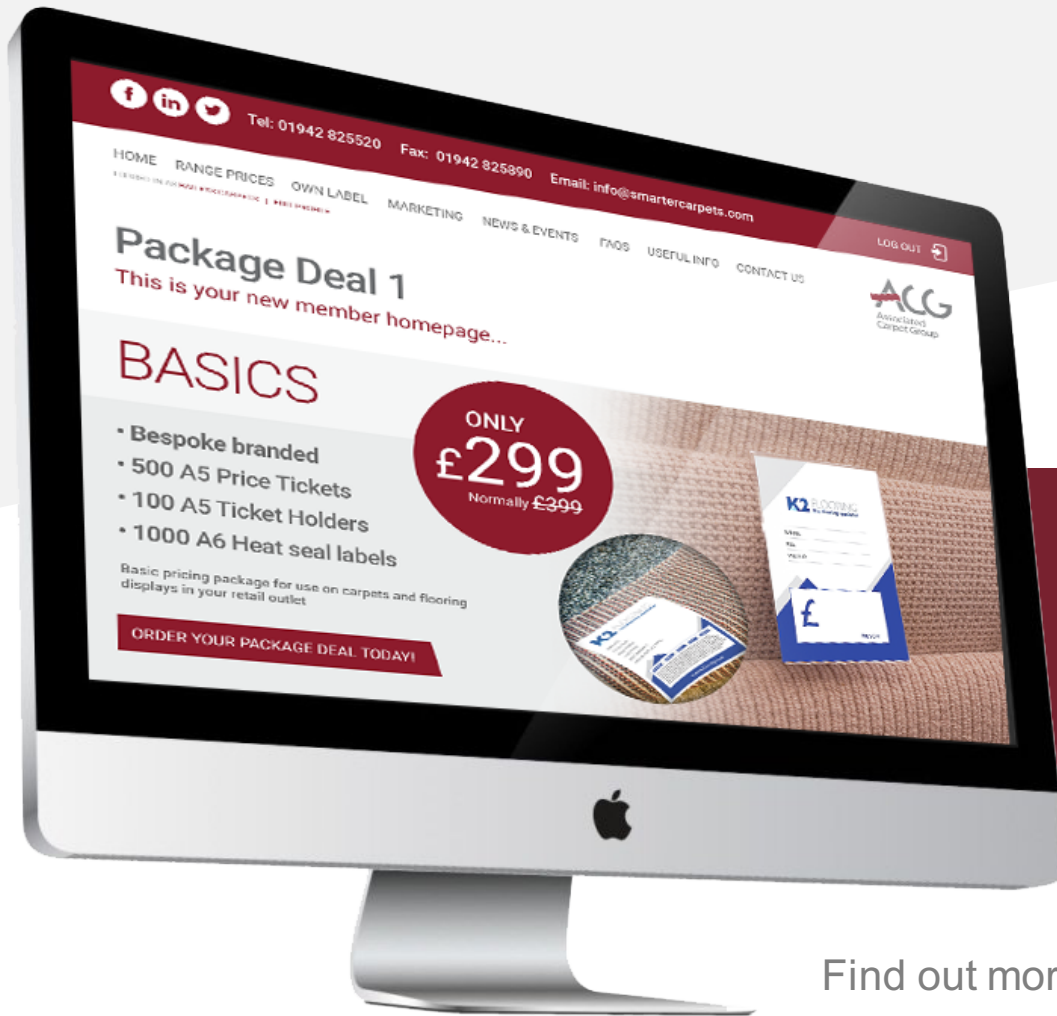 f in
Tel: 01942 825520 Fax: 01942 825890 Email: info@smartercarpets.com
LOG OUT
HOME RANGE PRICES OWN LABEL MARKETING NEWS & EVENTS FAQS USEFUL INFO CONTACT US
ACG
Associated
Carpet Group
Package Deal 1
This is your new member homepage...
BASICS
• Bespoke branded
• 500 A5 Price Tickets
• 100 A5 Ticket Holders
• 1000 A6 Heat seal labels
Basic pricing package for use on carpets and flooring
displays in your retail outlet
ORDER YOUR PACKAGE DEAL TODAY!
ONLY
£299
Normally £399
K2 FLOORING
£
K2
Find out mor